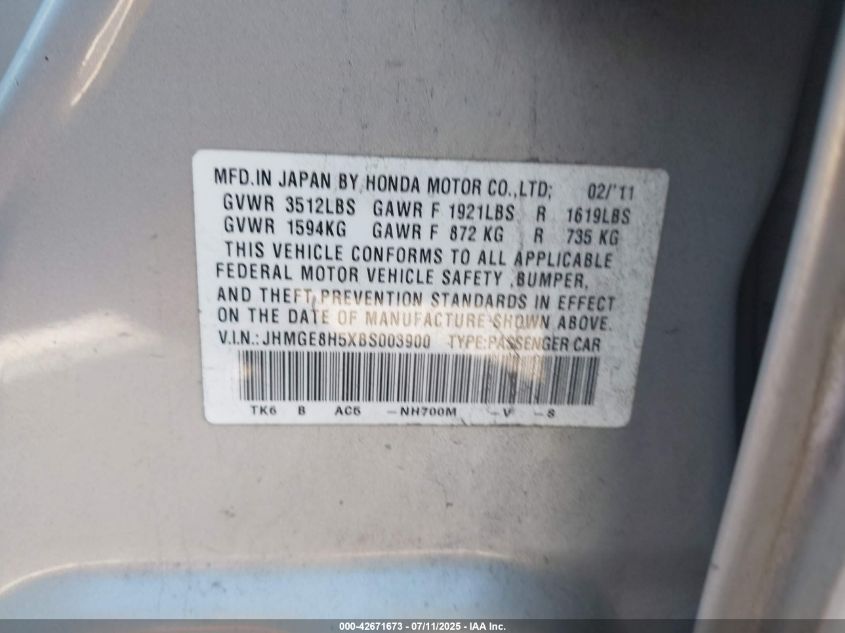 MFD.IN JAPAN BY HONDA MOTOR CO.,LTD; 02/'11
GVWR 3512LBS GAWR F 1921LBS R 1619LBS
GVWR 1594KG GAWR F 872 KG R 735 KG
THIS VEHICLE CONFORMS TO ALL APPLICABLE
FEDERAL MOTOR VEHICLE SAFETY ,BUMPER,
AND THEFT PREVENTION STANDARDS IN EFFECT
ON THE DATE OF MANUFACTURE SHOWN ABOVE.
V.I.N.: JHMGE8H5XBS003900 TYPE:PASSENGER CAR
TK6 B AC5 -NH700M -V -S
000-42671673 - 07/11/2025 - IAA Inc.